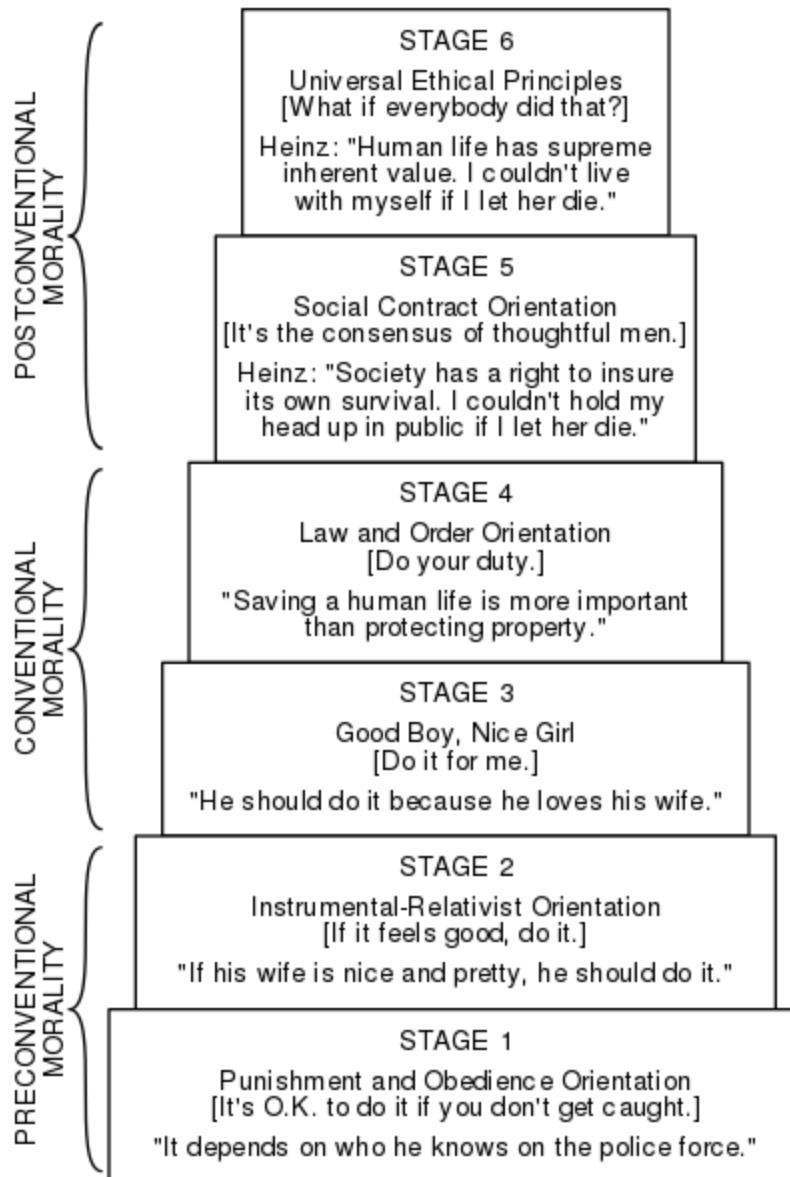 POSTCONVENTIONAL
MORALITY
STAGE 6
Universal Ethical Principles
[What if everybody did that?]
Heinz: "Human life has supreme
inherent value. I couldn't live
with myself if I let her die."
STAGE 5
Social Contract Orientation
[It's the consensus of thoughtful men.]
Heinz: "Society has a right to insure
its own survival. I couldn't hold my
head up in public if I let her die."
CONVENTIONAL
MORALITY
STAGE 4
Law and Order Orientation
[Do your duty.]
"Saving a human life is more important
than protecting property."
STAGE 3
Good Boy, Nice Girl
[Do it for me.]
"He should do it because he loves his wife."
PRECONVENTIONAL
MORALITY
STAGE 2
Instrumental-Relativist Orientation
[If it feels good, do it.]
"If his wife is nice and pretty, he should do it."
STAGE 1
Punishment and Obedience Orientation
[It's O.K. to do it if you don't get caught.]
"It depends on who he knows on the police force."